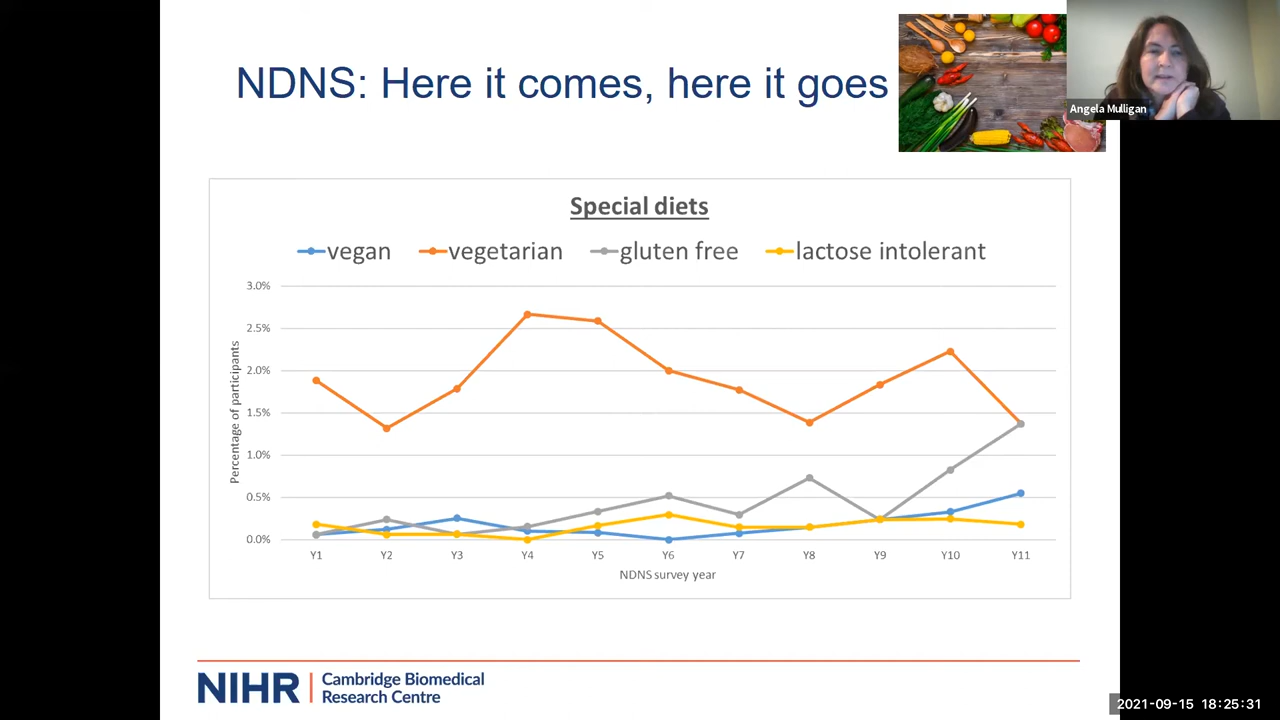 NDNS: Here it comes, here it goes
Angela Mulligan
Special diets
vegan vegetarian gluten free lactose intolerant
3.0%
2.5%
2.0%
1.5%
1.0%
0.5%
0.0%
Percentage of participants
Y1 Y2 Y3 Y4 Y5 Y6 Y7 Y8 Y9 Y10 Y11
NDNS survey year
NIHR Cambridge Biomedical
Research Centre
2021-09-15 18:25:31